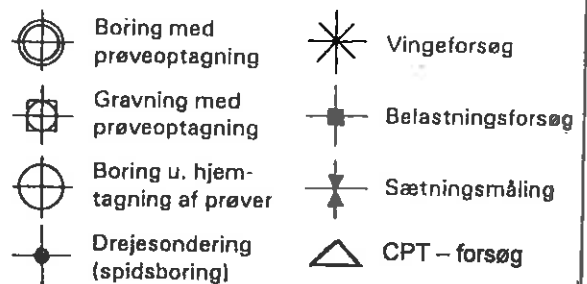 Boring med
prøveoptagning
Gravning med
prøveoptagning
Boring u. hjem-
tagning af prøver
Drejesondering
(spidsboring)
Vingeforsøg
Belastningsforsøg
Sætningsmåling
CPT – forsøg